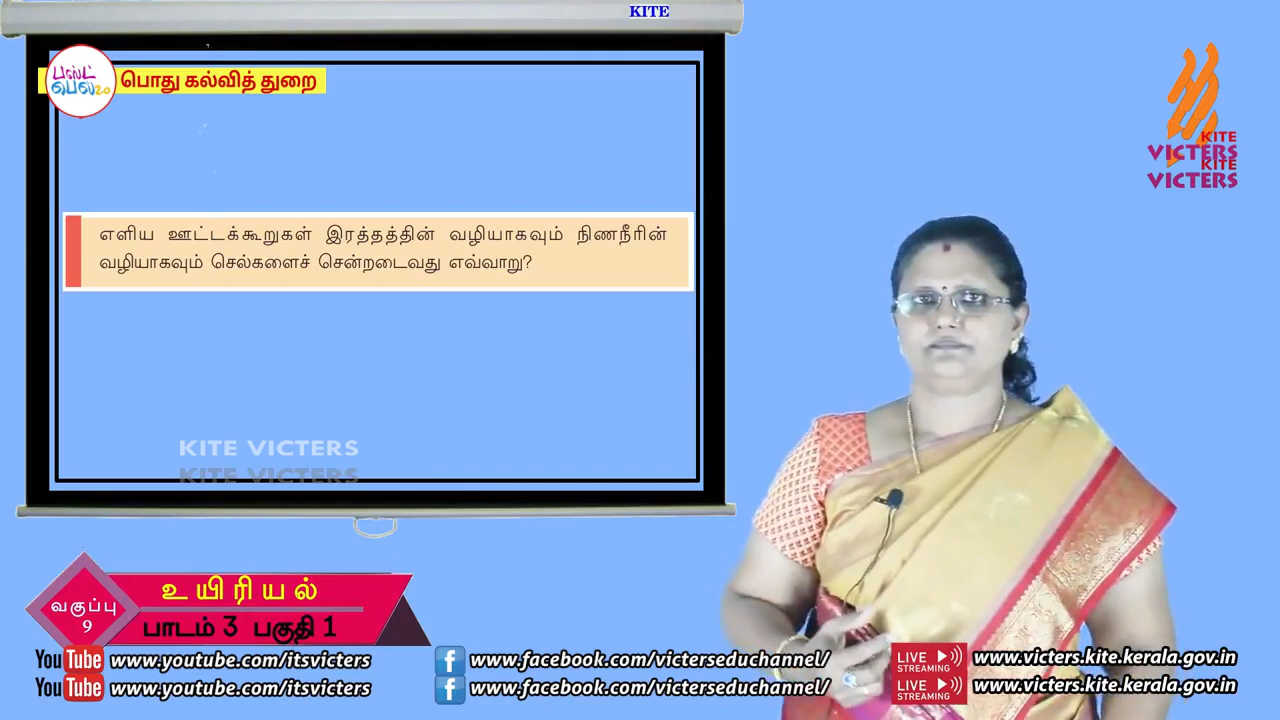 KITE
பஸ்ட் பெல் 2.0
பொது கல்வித் துறை
KITE
VICTERS
KITE
VICTERS
எளிய ஊட்டக்கூறுகள் இரத்தத்தின் வழியாகவும் நிணநீரின்
வழியாகவும் செல்களைச் சென்றடைவது எவ்வாறு?
KITE VICTERS
KITE VICTERS
உயிரியல்
வகுப்பு
9
பாடம் 3 பகுதி 1
YouTube www.youtube.com/itsvicters
www.facebook.com/victerseduchannel/
LIVE STREAMING www.victers.kite.kerala.gov.in
YouTube www.youtube.com/itsvicters
www.facebook.com/victerseduchannel/
LIVE STREAMING www.victers.kite.kerala.gov.in